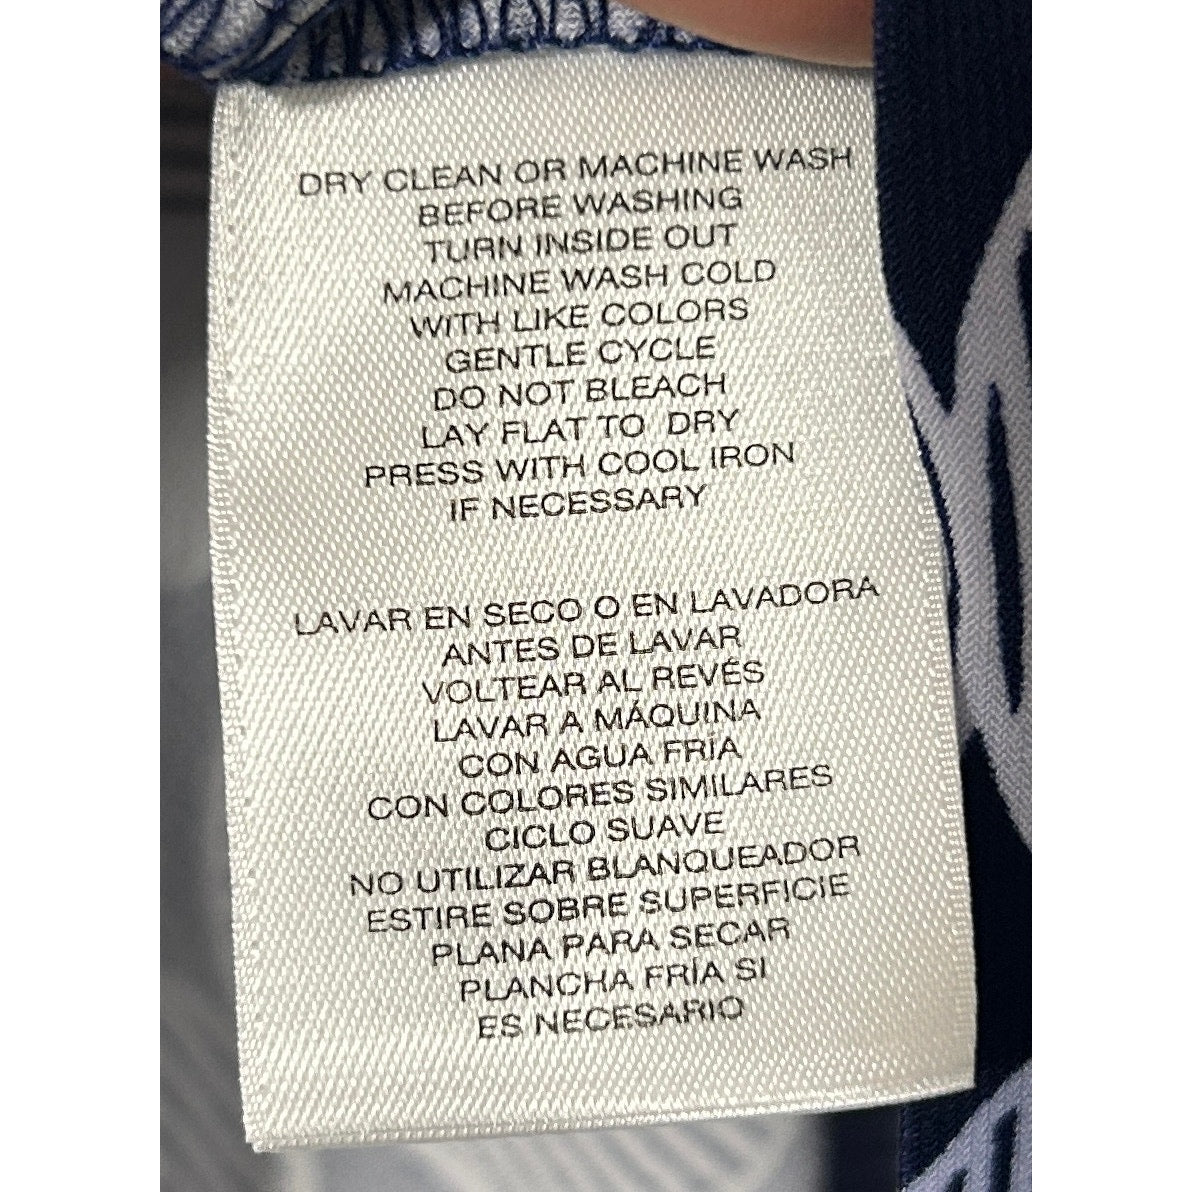 DRY CLEAN OR MACHINE WASH
BEFORE WASHING
TURN INSIDE OUT
MACHINE WASH COLD
WITH LIKE COLORS
GENTLE CYCLE
DO NOT BLEACH
LAY FLAT TO DRY
PRESS WITH COOL IRON
IF NECESSARY
LAVAR EN SECO O EN LAVADORA
ANTES DE LAVAR
VOLTEAR AL REVÉS
LAVAR A MÁQUINA
CON AGUA FRÍA
CON COLORES SIMILARES
CICLO SUAVE
NO UTILIZAR BLANQUEADOR
ESTIRE SOBRE SUPERFICIE
PLANA PARA SECAR
PLANCHA FRÍA SI
ES NECESARIO